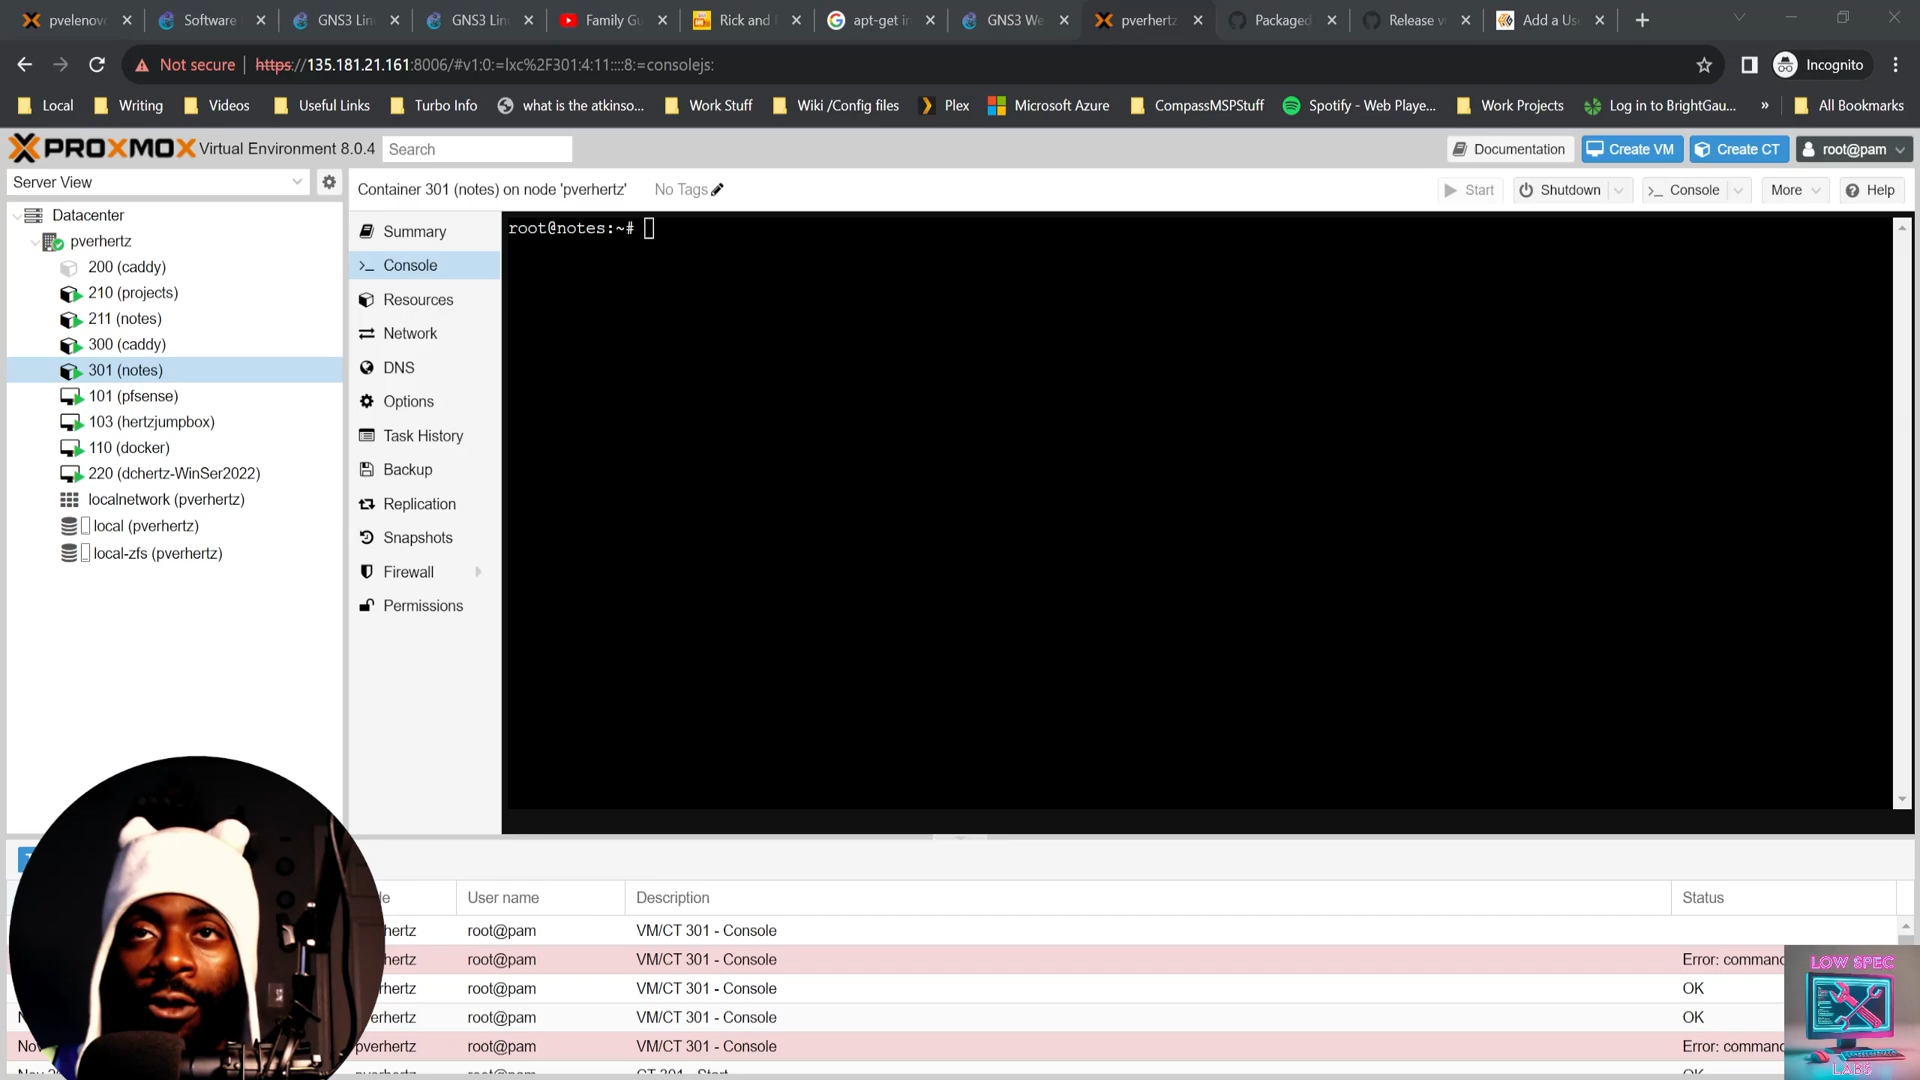 pvelenovo
Software
GNS3 Lin
GNS3 Lin
Family Gu
Rick and
apt-get in
GNS3 We
pverhertz
Packaged
Release v
Add a Use
Not secure
https://135.181.21.161:8006/#v1:0:=lxc%2F301:4:11::::8:=consolejs:
Incognito
Local
Writing
Videos
Useful Links
Turbo Info
what is the atkinso...
Work Stuff
Wiki /Config files
Plex
Microsoft Azure
CompassMSPStuff
Spotify - Web Playe...
Work Projects
Log in to BrightGau...
»
All Bookmarks
PROXMOX Virtual Environment 8.0.4
Search
Documentation
Create VM
Create CT
root@pam
Server View
Container 301 (notes) on node 'pverhertz'
No Tags
Start
Shutdown
Console
More
Help
Datacenter
pverhertz
200 (caddy)
210 (projects)
211 (notes)
300 (caddy)
301 (notes)
101 (pfsense)
103 (hertzjumpbox)
110 (docker)
220 (dchertz-WinSer2022)
localnetwork (pverhertz)
local (pverhertz)
local-zfs (pverhertz)
Summary
Console
Resources
Network
DNS
Options
Task History
Backup
Replication
Snapshots
Firewall
Permissions
root@notes:~#
User name
Description
Status
hertz
root@pam
VM/CT 301 - Console
hertz
root@pam
VM/CT 301 - Console
Error: command
hertz
root@pam
VM/CT 301 - Console
OK
erhertz
root@pam
VM/CT 301 - Console
OK
Nov
pverhertz
root@pam
VM/CT 301 - Console
Error: command
LOW SPEC
LABS